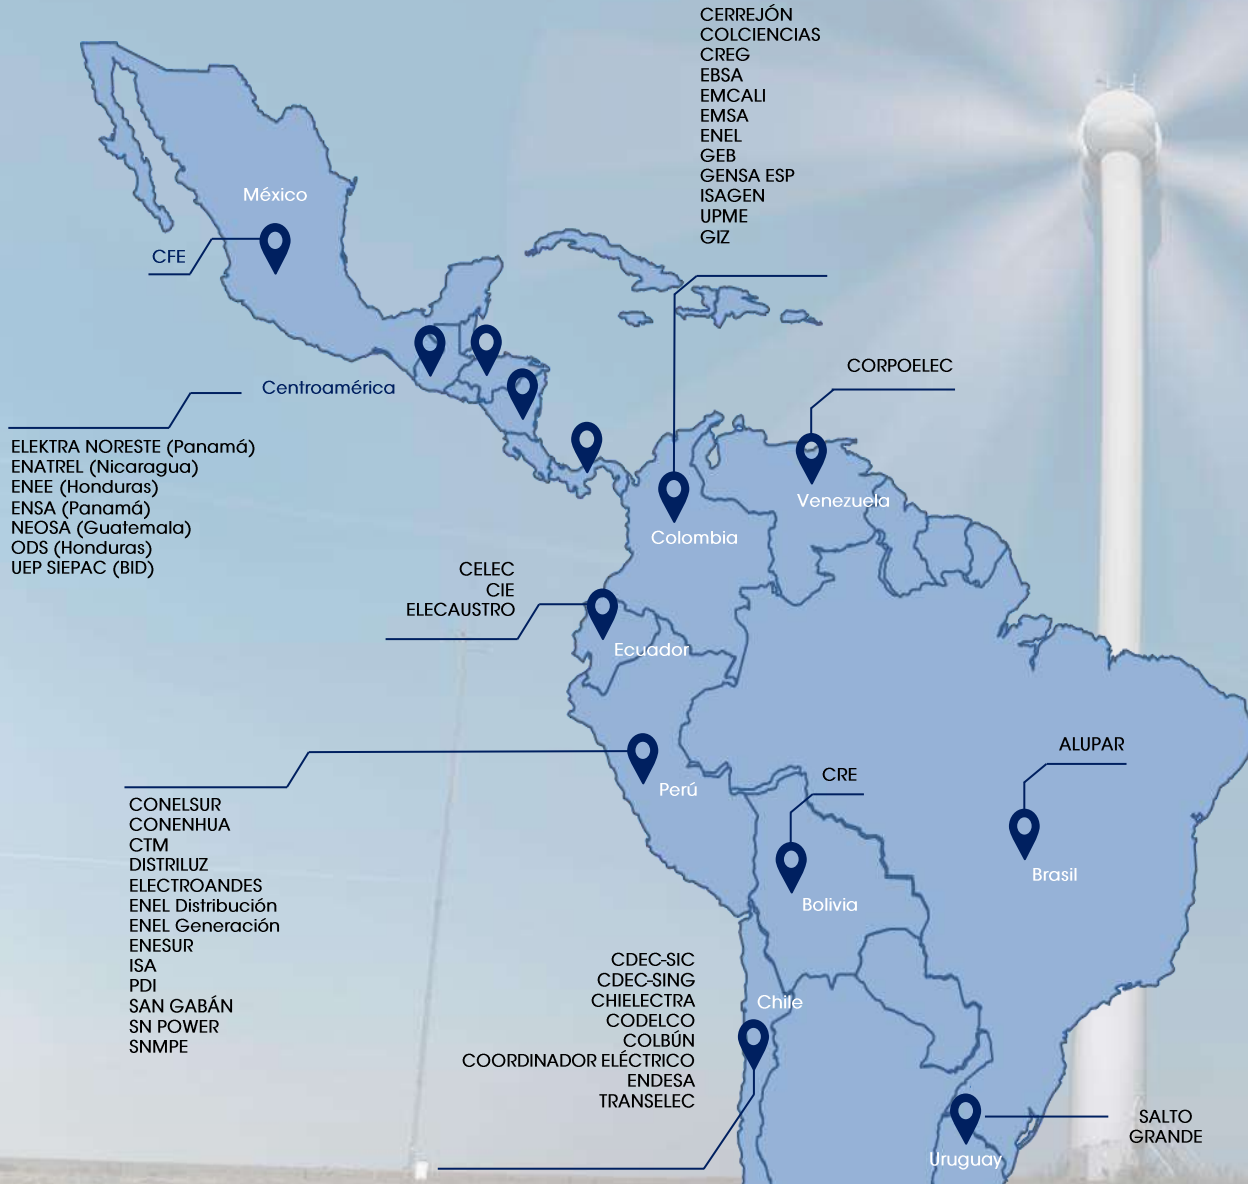 CERREJÓN
COLCIENCIAS
CREG
EBSA
EMCALI
EMSA
ENEL
GEB
GENSA ESP
ISAGEN
UPME
GIZ
México
CFE
CORPOELEC
Centroamérica
ELEKTRA NORESTE (Panamá)
ENATREL (Nicaragua)
ENEE (Honduras)
ENSA (Panamá)
NEOSA (Guatemala)
ODS (Honduras)
UEP SIEPAC (BID)
Venezuela
Colombia
CELEC
CIE
ELECAUSTRO
Ecuador
ALUPAR
CRE
Perú
CONELSUR
CONENHUA
CTM
DISTRILUZ
ELECTROANDES
ENEL Distribución
ENEL Generación
ENESUR
ISA
PDI
SAN GABÁN
SN POWER
SNMPE
Brasil
Bolivia
CDEC-SIC
CDEC-SING
CHIELECTRA
CODELCO
COLBÚN
COORDINADOR ELÉCTRICO
ENDESA
TRANSELEC
Chile
SALTO
GRANDE
Uruguay